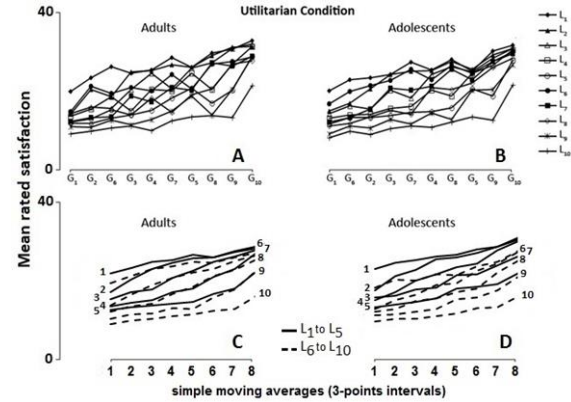 Utilitarian Condition
40
Adults
Adolescents
L1
L2
L3
L4
L5
L6
L7
L8
L9
L10
A
B
0
G1 G2 G6 G3 G4 G7 G5 G8 G9 G10
G1 G2 G6 G3 G4 G7 G5 G8 G9 G10
Mean rated satisfaction
40
Adults
Adolescents
1
2
3
4
5
6
7
8
9
10
1
2
3
4
5
6
7
8
9
10
C
D
L1 to L5
L6 to L10
0
1 2 3 4 5 6 7 8
1 2 3 4 5 6 7 8
simple moving averages (3-points intervals)